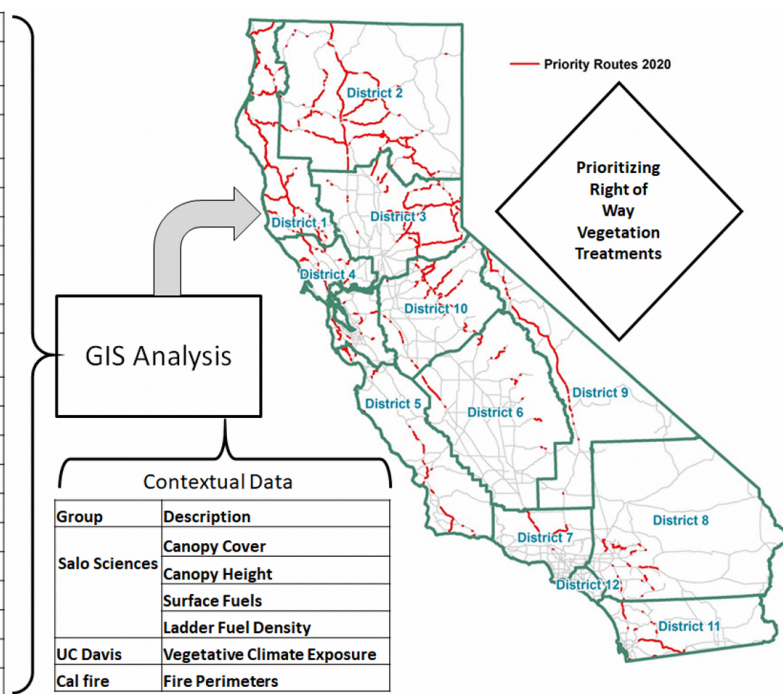 Priority Routes 2020
Prioritizing
Right of
Way
Vegetation
Treatments
District 2
District 3
District 1
District 4
District 10
District 9
District 5
District 6
District 8
District 7
District 12
District 11
GIS Analysis
Contextual Data
Group Description
Salo Sciences Canopy Cover
Canopy Height
Surface Fuels
Ladder Fuel Density
UC Davis Vegetative Climate Exposure
Cal fire Fire Perimeters